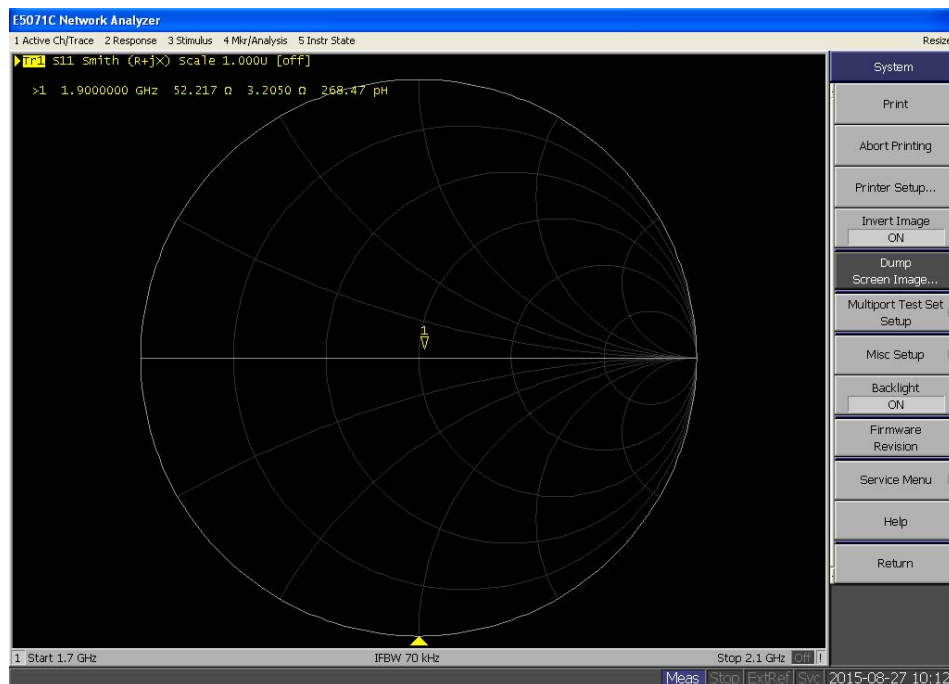 E5071C Network Analyzer
1 Active Ch/Trace 2 Response 3 Stimulus 4 Mkr/Analysis 5 Instr State
Resize
Tr1 S11 Smith (R+jX) Scale 1.000U [off]
>1 1.9000000 GHz 52.217 Ω 3.2050 Ω 268.47 pH
1
System
Print
Abort Printing
Printer Setup...
Invert Image
ON
Dump
Screen Image...
Multiport Test Set
Setup
Misc Setup
Backlight
ON
Firmware
Revision
Service Menu
Help
Return
1 Start 1.7 GHz IFBW 70 kHz Stop 2.1 GHz Off !
Meas Stop ExtRef Svc 2015-08-27 10:12